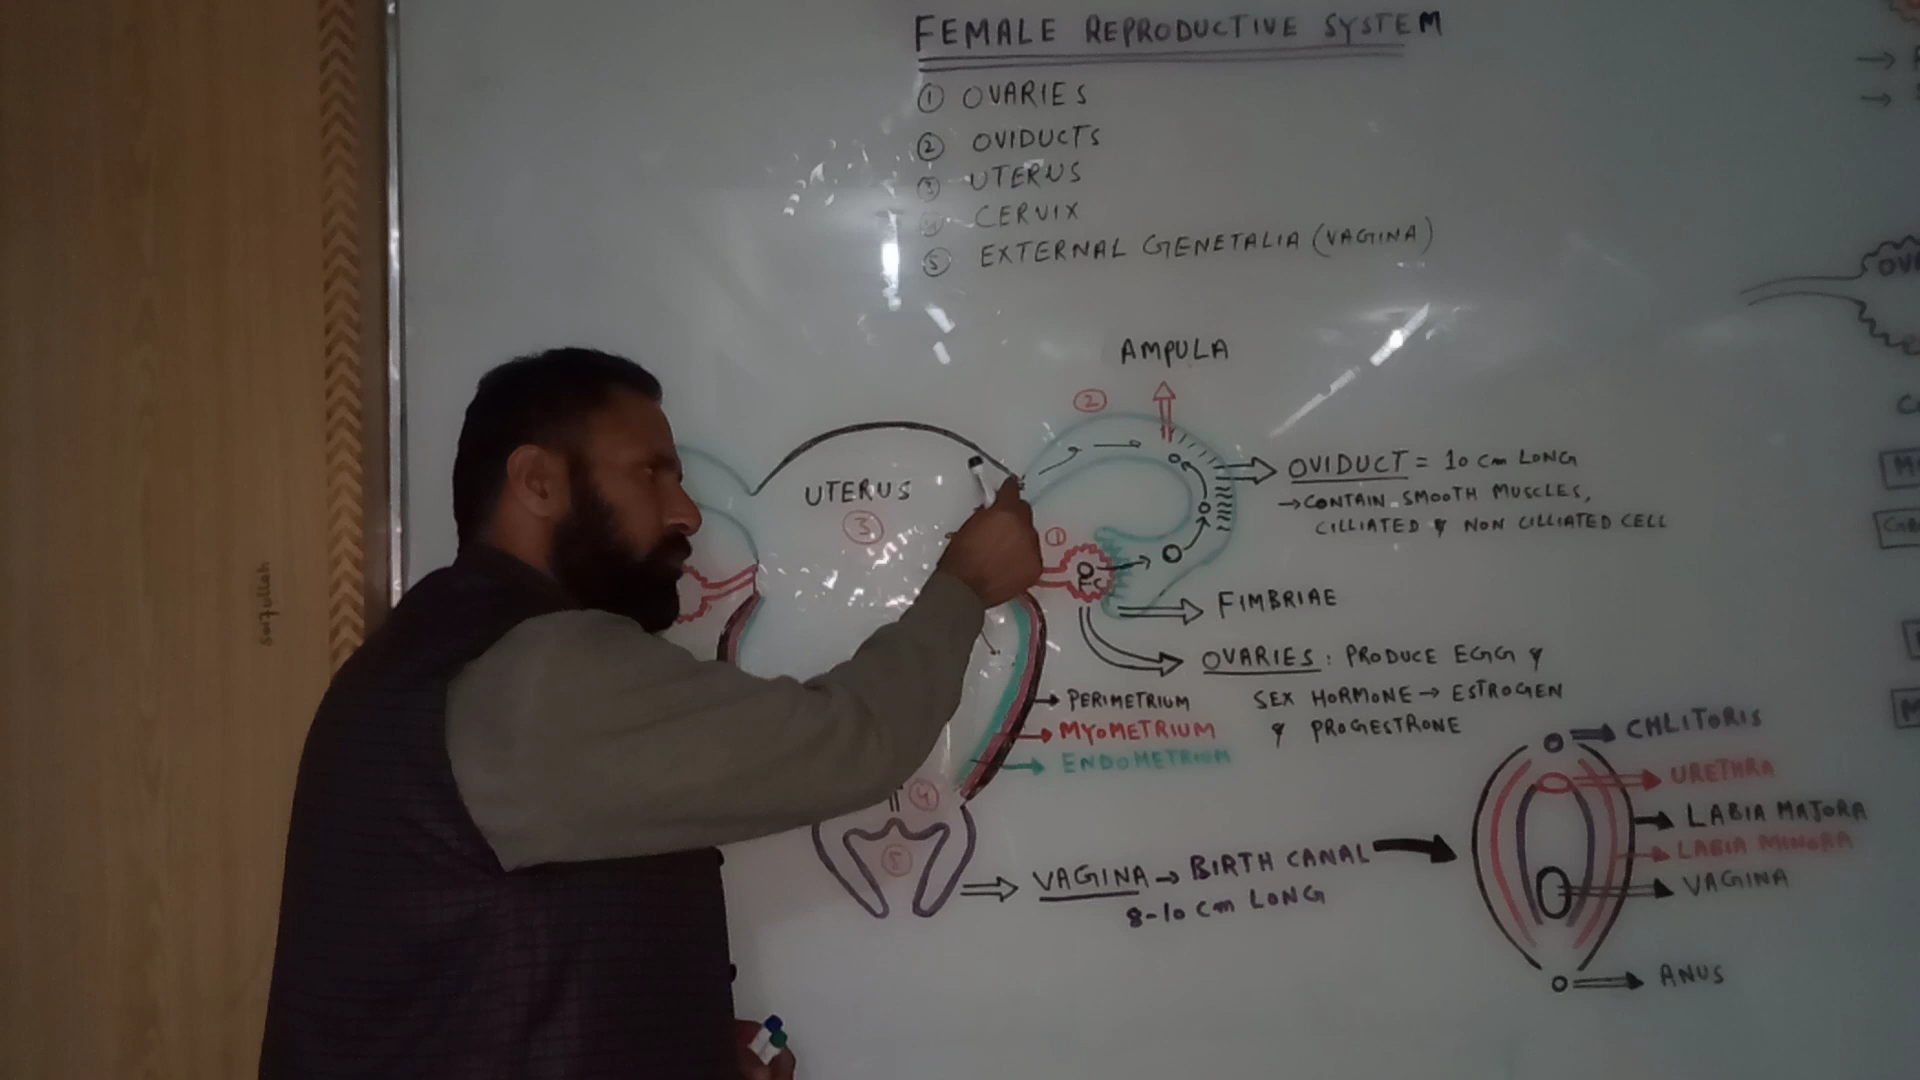 FEMALE REPRODUCTIVE SYSTEM
① OVARIES
② OVIDUCTS
③ UTERUS
④ CERVIX
⑤ EXTERNAL GENETALIA (VAGINA)
AMPULA
②
UTERUS
③
①
→ OVIDUCT = 10 cm LONG
→ CONTAIN SMOOTH MUSCLES,
CILLIATED & NON CILLIATED CELL
FIMBRIAE
OVARIES : PRODUCE EGG &
SEX HORMONE → ESTROGEN
& PROGESTRONE
PERIMETRIUM
MYOMETRIUM
ENDOMETRIUM
④
⑤
VAGINA → BIRTH CANAL
8-10 cm LONG
CHLITORIS
URETHRA
LABIA MAJORA
LABIA MINORA
VAGINA
ANUS
saifullah
OV